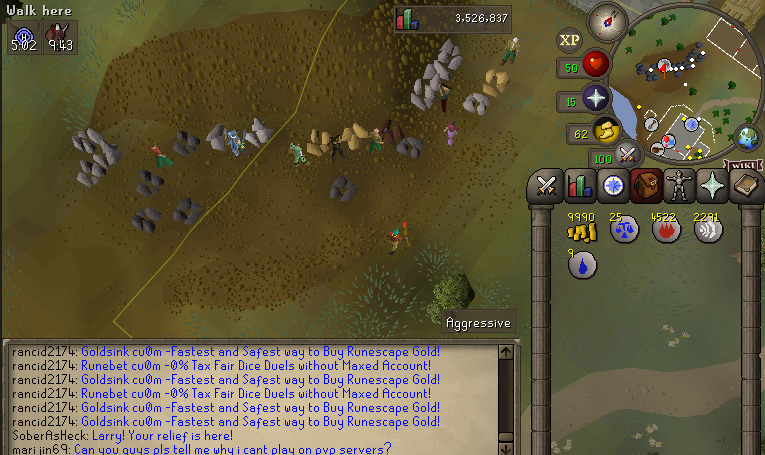 Walk here
3,526,837
5:02 9:43
XP
50
15
62
100
WIKI
9990 25 4522 2291
9
Aggressive
rancid2174: Goldsink cu0m -Fastest and Safest way to Buy Runescape Gold!
rancid2174: Runebet cu0m -0% Tax Fair Dice Duels without Maxed Account!
rancid2174: Goldsink cu0m -Fastest and Safest way to Buy Runescape Gold!
rancid2174: Runebet cu0m -0% Tax Fair Dice Duels without Maxed Account!
rancid2174: Goldsink cu0m -Fastest and Safest way to Buy Runescape Gold!
rancid2174: Goldsink cu0m -Fastest and Safest way to Buy Runescape Gold!
SoberAsHeck: Larry! Your relief is here!
marijin69: Can you guys pls tell me why i cant play on pvp servers?